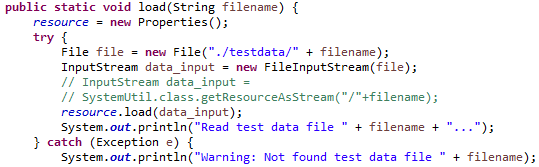 public static void load(String filename) {
resource = new Properties();
try {
File file = new File("./testdata/" + filename);
InputStream data_input = new FileInputStream(file);
// InputStream data_input =
// SystemUtil.class.getResourceAsStream("/"+filename);
resource.load(data_input);
System.out.println("Read test data file " + filename + "...");
} catch (Exception e) {
System.out.println("Warning: Not found test data file " + filename);